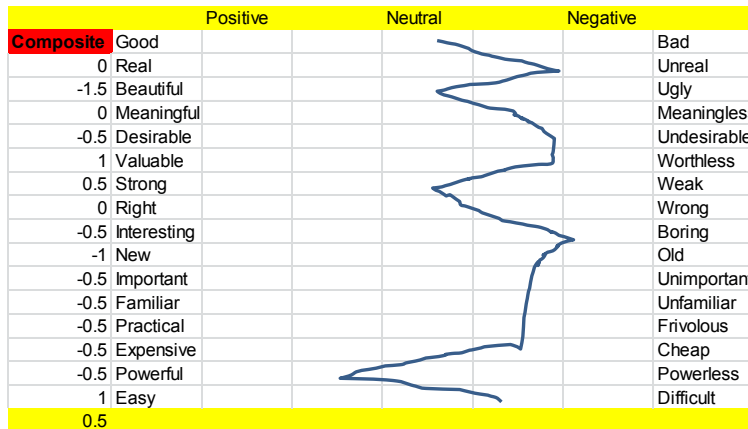 Positive Neutral Negative
Composite Good Bad
0 Real Unreal
-1.5 Beautiful Ugly
0 Meaningful Meaningles
-0.5 Desirable Undesirable
1 Valuable Worthless
0.5 Strong Weak
0 Right Wrong
-0.5 Interesting Boring
-1 New Old
-0.5 Important Unimportan
-0.5 Familiar Unfamiliar
-0.5 Practical Frivolous
-0.5 Expensive Cheap
-0.5 Powerful Powerless
1 Easy Difficult
0.5